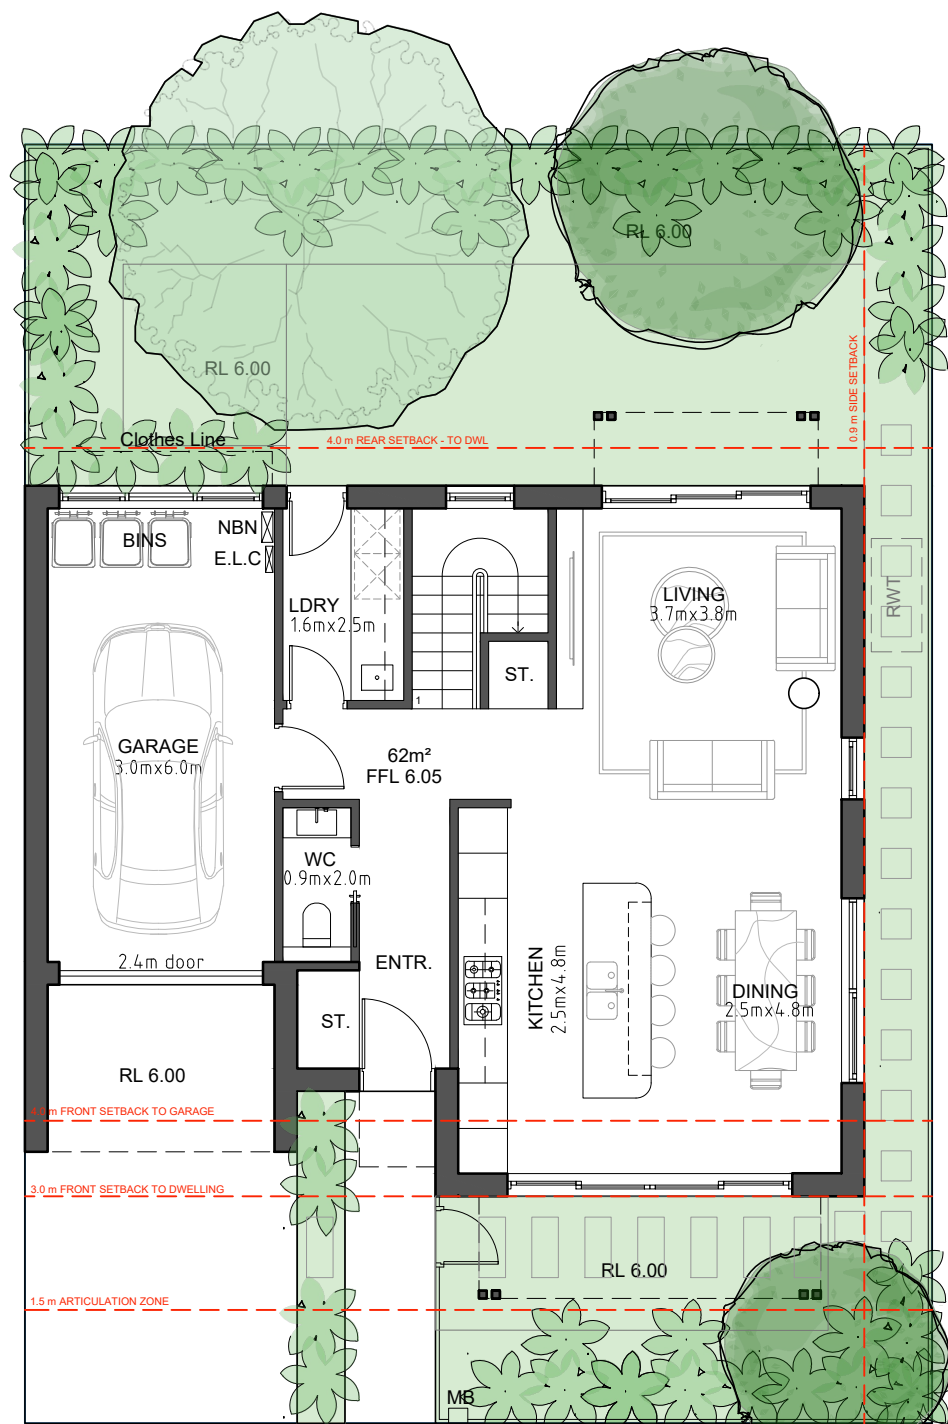 RL 6.00
0.9 m SIDE SETBACK
RL 6.00
Clothes Line
4.0 m REAR SETBACK - TO DWL
BINS
NBN
E.L.C
LDRY
1.6mx2.5m
LIVING
3.7mx3.8m
RWT
ST.
1
GARAGE
3.0mx6.0m
62m²
FFL 6.05
WC
0.9mx2.0m
2.4m door
ENTR.
KITCHEN
2.5mx4.8m
DINING
2.5mx4.8m
ST.
RL 6.00
4.0 m FRONT SETBACK TO GARAGE
3.0 m FRONT SETBACK TO DWELLING
RL 6.00
1.5 m ARTICULATION ZONE
MB